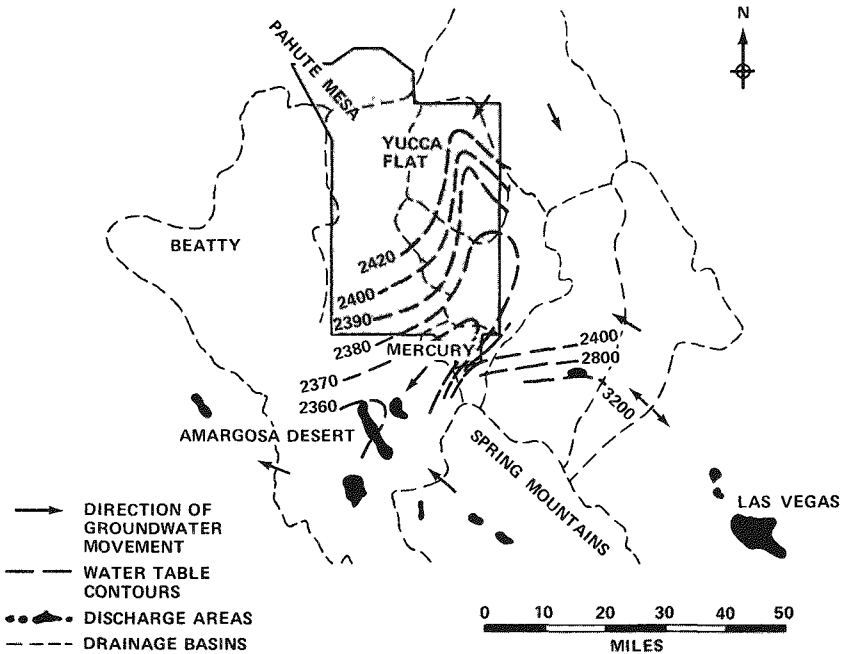 N
PAHUTE MESA
YUCCA
FLAT
BEATTY
2420
2400
2390
2380
MERCURY
2400
2800
2370
2360
3200
AMARGOSA DESERT
SPRING MOUNTAINS
LAS VEGAS
DIRECTION OF
GROUNDWATER
MOVEMENT
WATER TABLE
CONTOURS
DISCHARGE AREAS
DRAINAGE BASINS
0 10 20 30 40 50
MILES